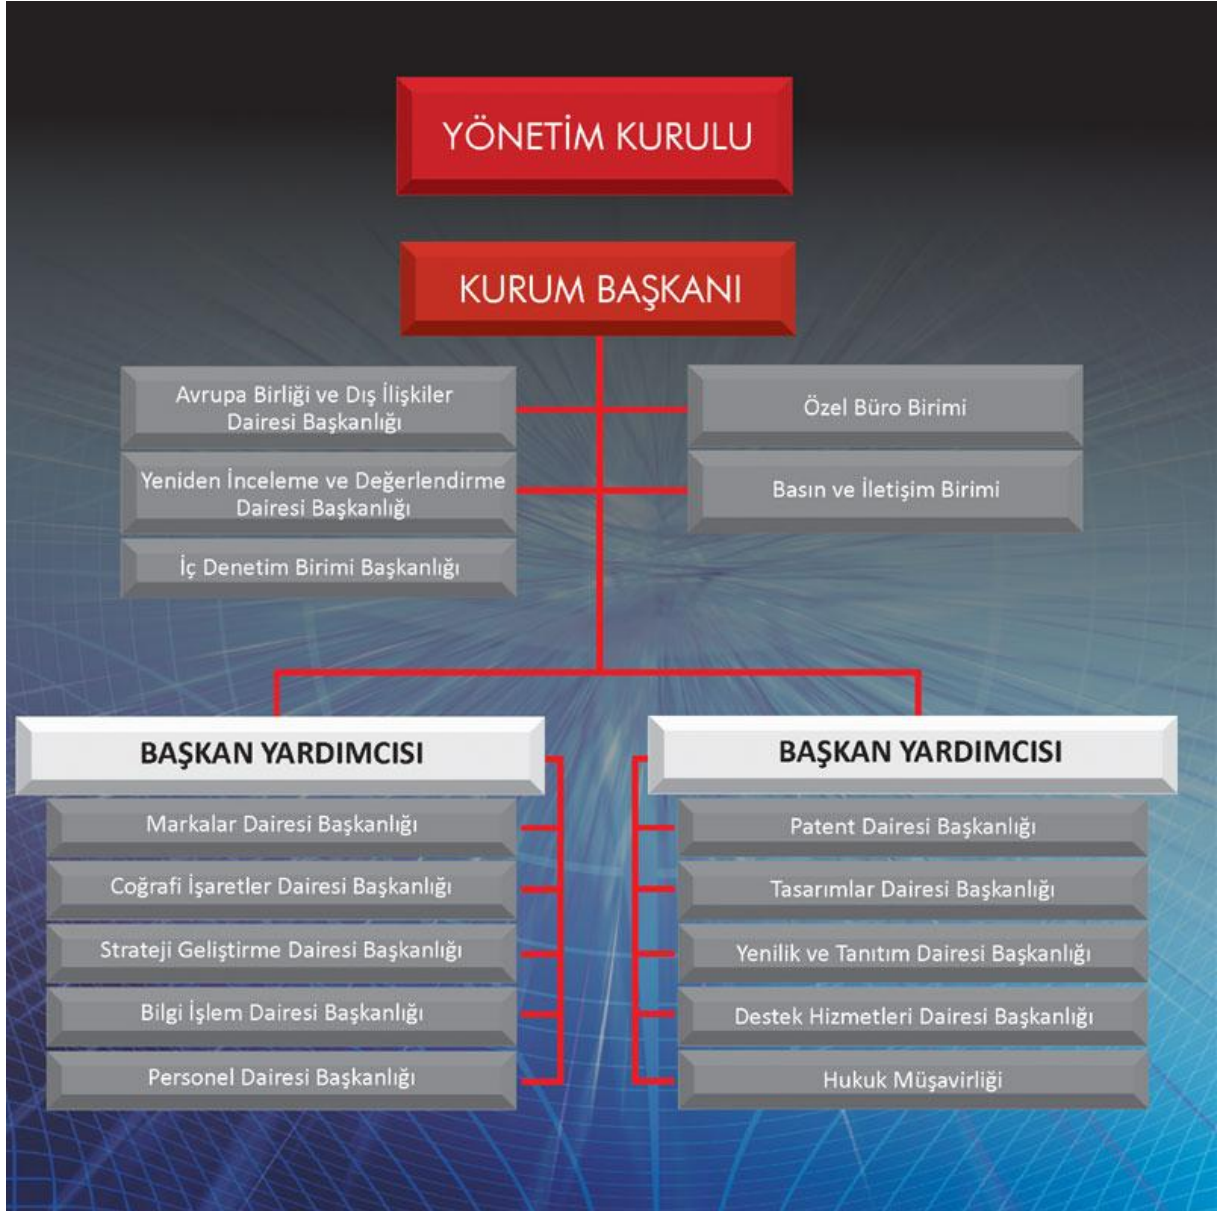 YÖNETİM KURULU
KURUM BAŞKANI
Avrupa Birliği ve Dış İlişkiler
Dairesi Başkanlığı
Yeniden İnceleme ve Değerlendirme
Dairesi Başkanlığı
İç Denetim Birimi Başkanlığı
Özel Büro Birimi
Basın ve İletişim Birimi
BAŞKAN YARDIMCISI
Markalar Dairesi Başkanlığı
Coğrafi İşaretler Dairesi Başkanlığı
Strateji Geliştirme Dairesi Başkanlığı
Bilgi İşlem Dairesi Başkanlığı
Personel Dairesi Başkanlığı
BAŞKAN YARDIMCISI
Patent Dairesi Başkanlığı
Tasarımlar Dairesi Başkanlığı
Yenilik ve Tanıtım Dairesi Başkanlığı
Destek Hizmetleri Dairesi Başkanlığı
Hukuk Müşavirliği